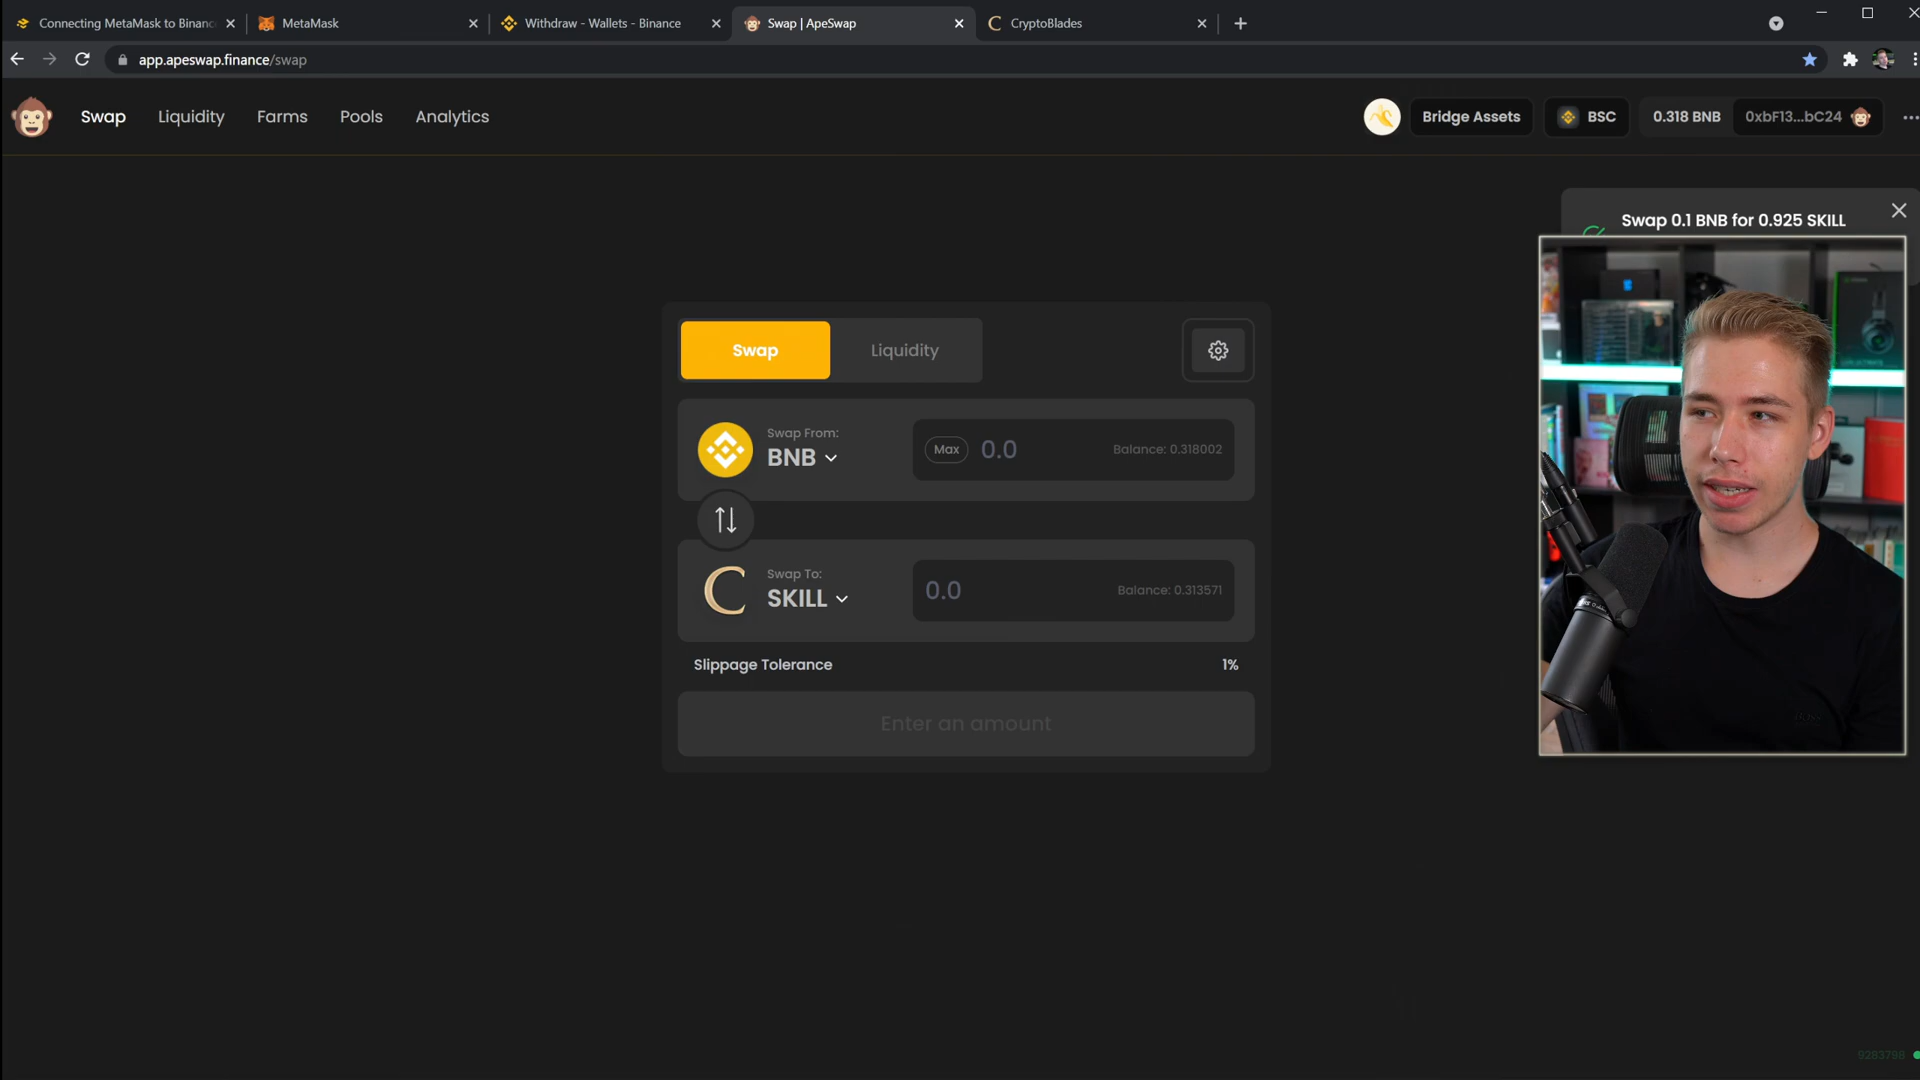 Connecting MetaMask to Binanc
MetaMask
Withdraw - Wallets - Binance
Swap | ApeSwap
CryptoBlades
app.apeswap.finance/swap
Swap
Liquidity
Farms
Pools
Analytics
Bridge Assets
BSC
0.318 BNB
0xbF13...bC24
Swap 0.1 BNB for 0.925 SKILL
Swap
Liquidity
Swap From:
BNB
Max
0.0
Balance: 0.318002
Swap To:
SKILL
0.0
Balance: 0.313571
Slippage Tolerance
1%
Enter an amount
9283798